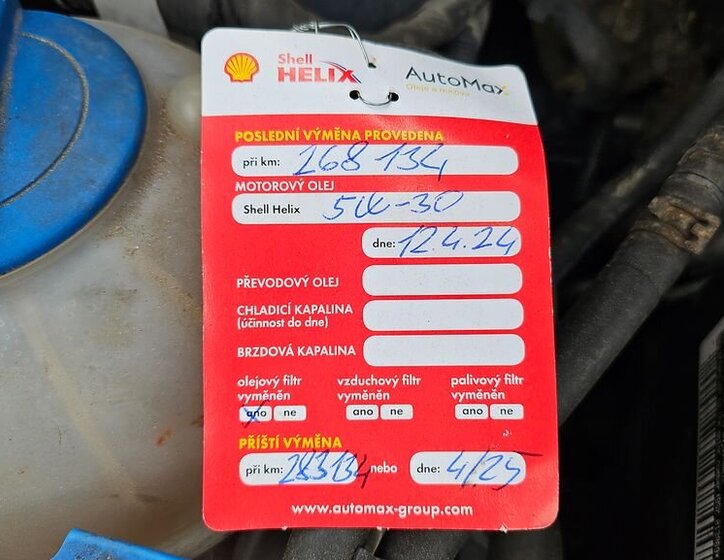 Shell
HELIX
AutoMax
Oleje a maziva
POSLEDNÍ VÝMĚNA PROVEDENA
při km: 268 134
MOTOROVÝ OLEJ
Shell Helix 5W-30
dne: 12.4.24
PŘEVODOVÝ OLEJ
CHLADICÍ KAPALINA
(účinnost do dne)
BRZDOVÁ KAPALINA
olejový filtr vyměněn
ano ne
vzduchový filtr vyměněn
ano ne
palivový filtr vyměněn
ano ne
PŘÍŠTÍ VÝMĚNA
při km: 283134 nebo dne: 4/25
www.automax-group.com